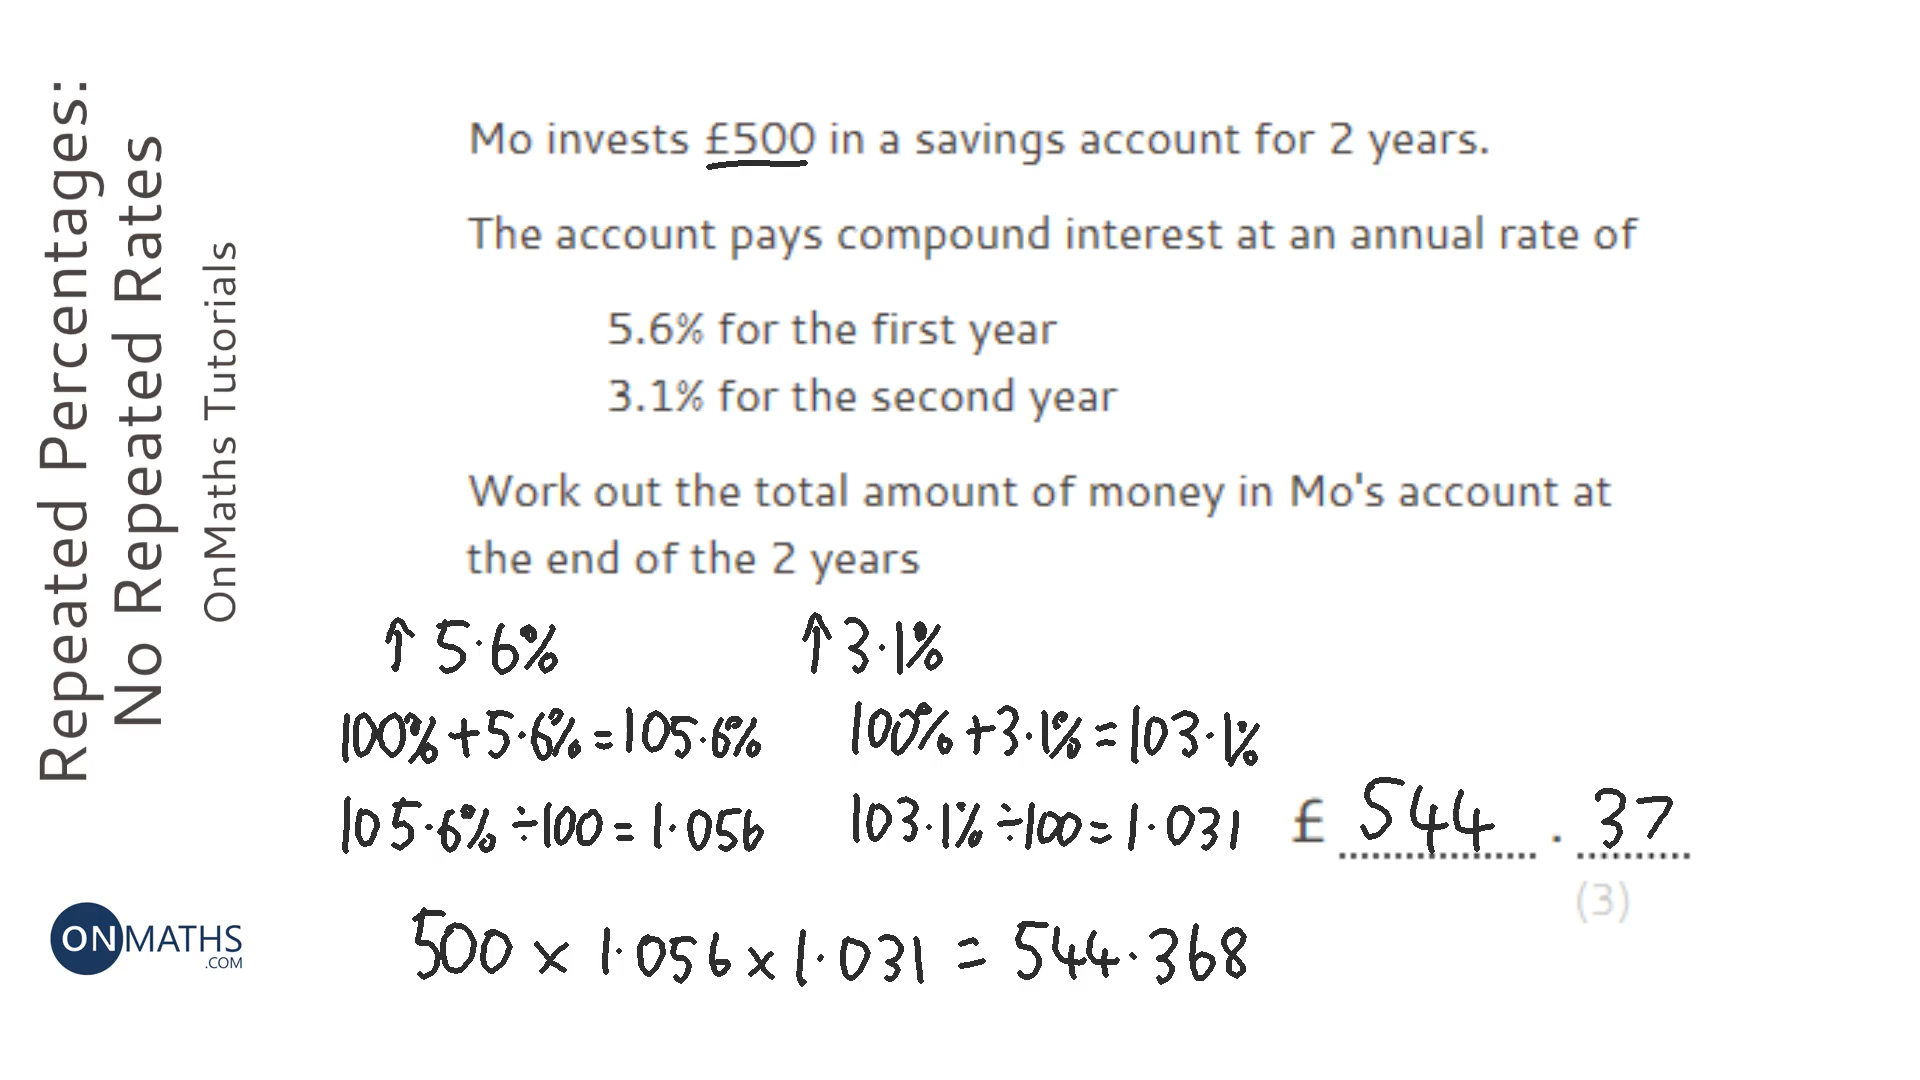 Repeated Percentages:
No Repeated Rates
OnMaths Tutorials
Mo invests £500 in a savings account for 2 years.
The account pays compound interest at an annual rate of
5.6% for the first year
3.1% for the second year
Work out the total amount of money in Mo's account at
the end of the 2 years
↑ 5·6% ↑ 3·1%
100% + 5·6% = 105·6% 100% + 3·1% = 103·1%
105·6% ÷ 100 = 1·056 103·1% ÷ 100 = 1·031
£ 544 . 37
(3)
500 × 1·056 × 1·031 = 544·368
ONMATHS
.COM